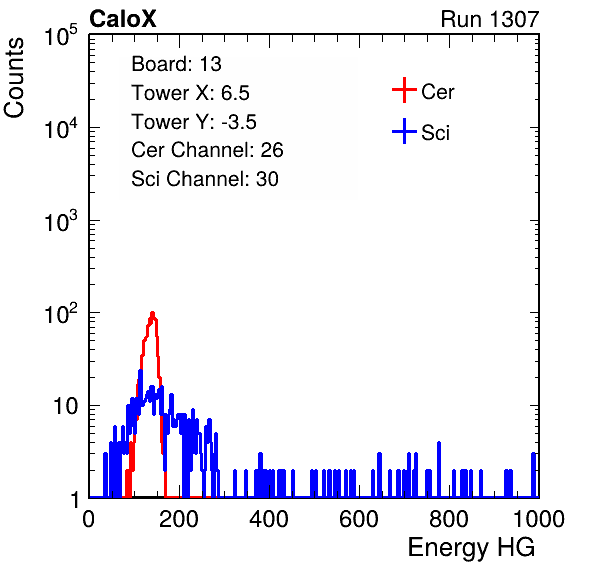 CaloX Run 1307
Counts
10^5
10^4
10^3
10^2
10
1
Board: 13
Tower X: 6.5
Tower Y: -3.5
Cer Channel: 26
Sci Channel: 30
Cer
Sci
0 200 400 600 800 1000
Energy HG